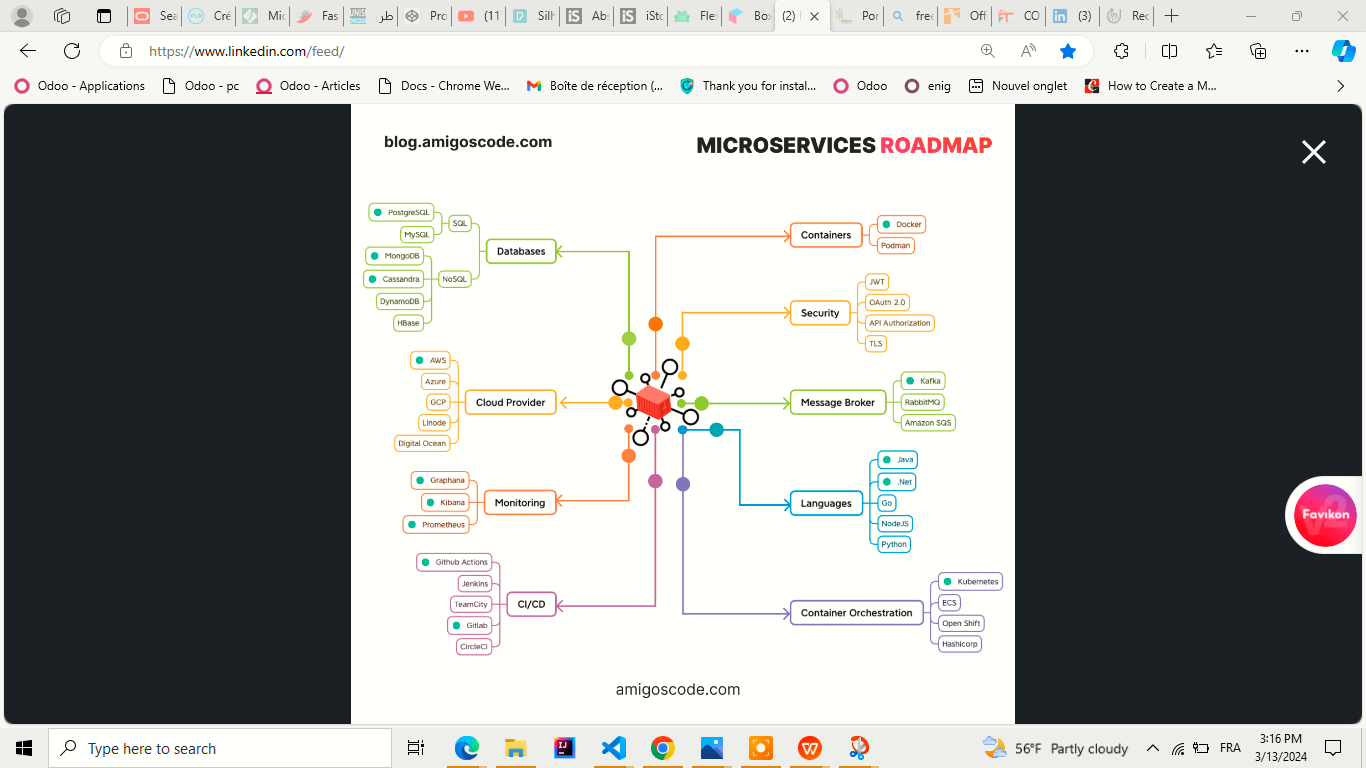 Sea
Cré
Mic
Fas
طر
Pro
(11
Silh
Abs
iSto
Fle
Box
(2)
Por
free
Off
CO
(3)
Rec
https://www.linkedin.com/feed/
Odoo - Applications
Odoo - pc
Odoo - Articles
Docs - Chrome We...
Boîte de réception (...
Thank you for instal...
Odoo
enig
Nouvel onglet
How to Create a M...
blog.amigoscode.com
MICROSERVICES ROADMAP
PostgreSQL
MySQL
SQL
MongoDB
Cassandra
DynamoDB
HBase
NoSQL
Databases
AWS
Azure
GCP
Linode
Digital Ocean
Cloud Provider
Graphana
Kibana
Prometheus
Monitoring
Github Actions
Jenkins
TeamCity
Gitlab
CircleCI
CI/CD
Containers
Docker
Podman
Security
JWT
OAuth 2.0
API Authorization
TLS
Message Broker
Kafka
RabbitMQ
Amazon SQS
Languages
Java
.Net
Go
NodeJS
Python
Container Orchestration
Kubernetes
ECS
Open Shift
Hashicorp
amigoscode.com
Favikon
Type here to search
56°F Partly cloudy
FRA
3:16 PM
3/13/2024